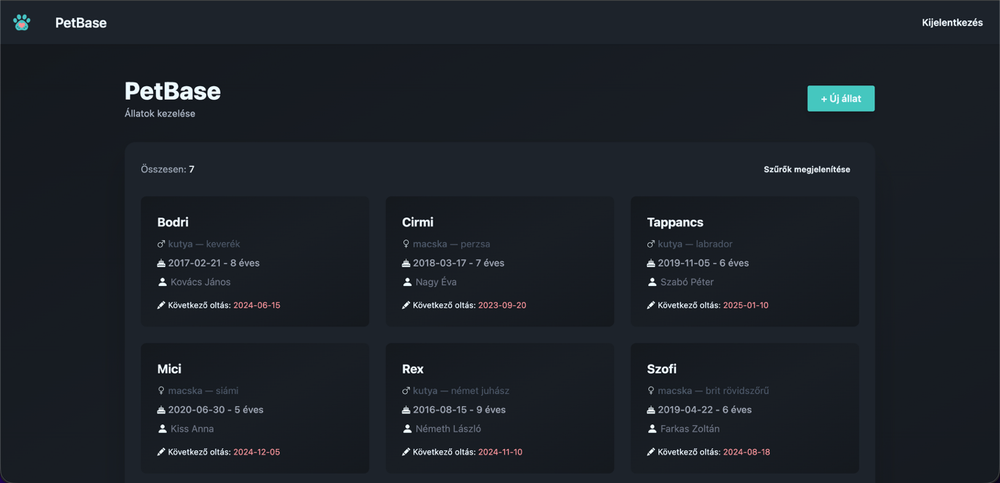 PetBase
Kijelentkezés
PetBase
Állatok kezelése
+ Új állat
Összesen: 7
Szűrők megjelenítése
Bodri
kutya — keverék
2017-02-21 - 8 éves
Kovács János
Következő oltás: 2024-06-15
Cirmi
macska — perzsa
2018-03-17 - 7 éves
Nagy Éva
Következő oltás: 2023-09-20
Tappancs
kutya — labrador
2019-11-05 - 6 éves
Szabó Péter
Következő oltás: 2025-01-10
Mici
macska — siámi
2020-06-30 - 5 éves
Kiss Anna
Következő oltás: 2024-12-05
Rex
kutya — német juhász
2016-08-15 - 9 éves
Németh László
Következő oltás: 2024-11-10
Szofi
macska — brit rövidszőrű
2019-04-22 - 6 éves
Farkas Zoltán
Következő oltás: 2024-08-18